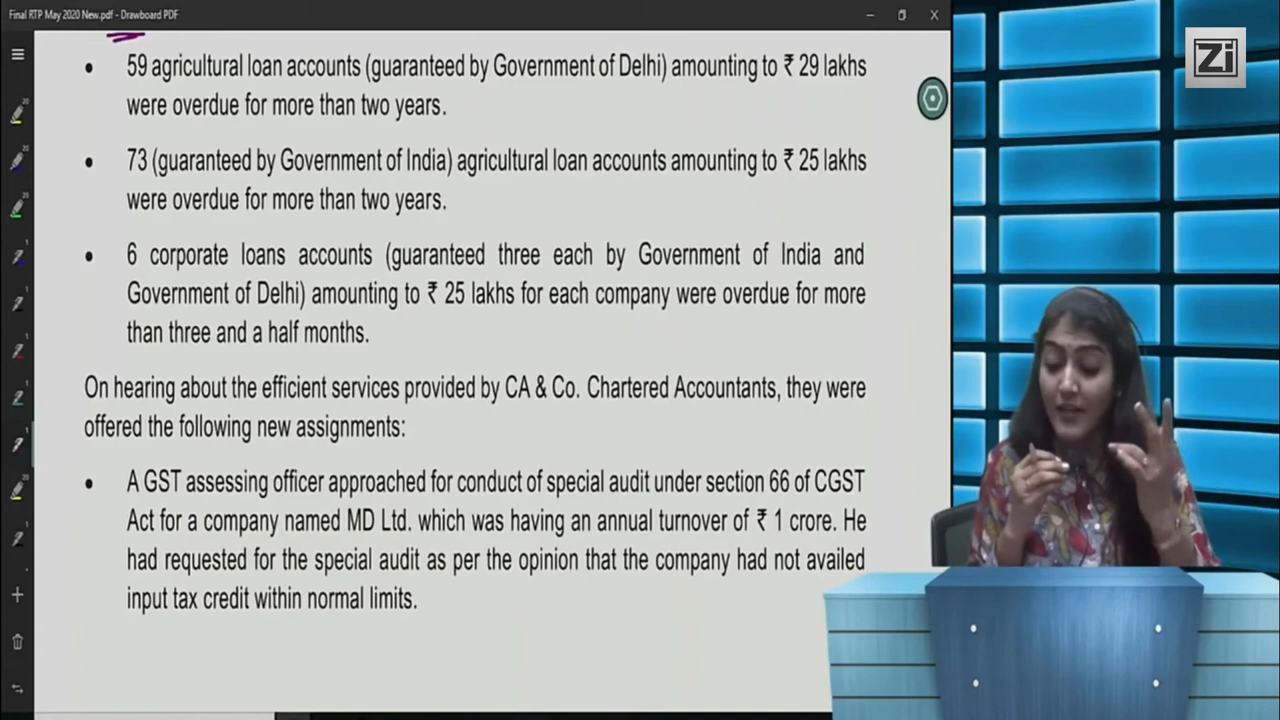 Final RTP May 2020 New.pdf - Drawboard PDF
Zi
• 59 agricultural loan accounts (guaranteed by Government of Delhi) amounting to ₹ 29 lakhs
were overdue for more than two years.
• 73 (guaranteed by Government of India) agricultural loan accounts amounting to ₹ 25 lakhs
were overdue for more than two years.
• 6 corporate loans accounts (guaranteed three each by Government of India and
Government of Delhi) amounting to ₹ 25 lakhs for each company were overdue for more
than three and a half months.
On hearing about the efficient services provided by CA & Co. Chartered Accountants, they were
offered the following new assignments:
• A GST assessing officer approached for conduct of special audit under section 66 of CGST
Act for a company named MD Ltd. which was having an annual turnover of ₹ 1 crore. He
had requested for the special audit as per the opinion that the company had not availed
input tax credit within normal limits.